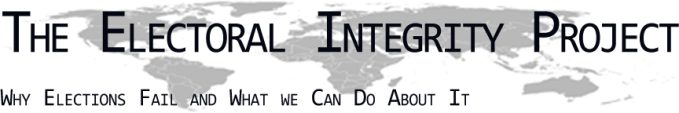 The Electoral Integrity Project
Why Elections Fail and What we Can Do About It